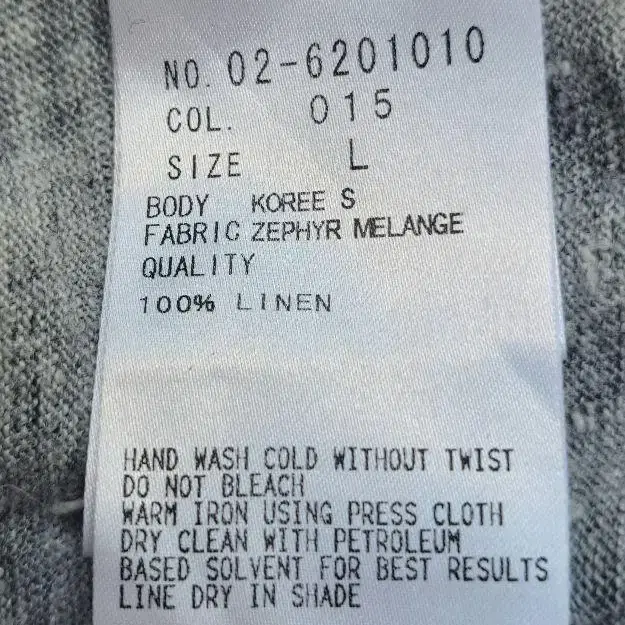 NO. 02-6201010
COL. 015
SIZE L
BODY KOREE S
FABRIC ZEPHYR MELANGE
QUALITY
100% LINEN
HAND WASH COLD WITHOUT TWIST
DO NOT BLEACH
WARM IRON USING PRESS CLOTH
DRY CLEAN WITH PETROLEUM
BASED SOLVENT FOR BEST RESULTS
LINE DRY IN SHADE